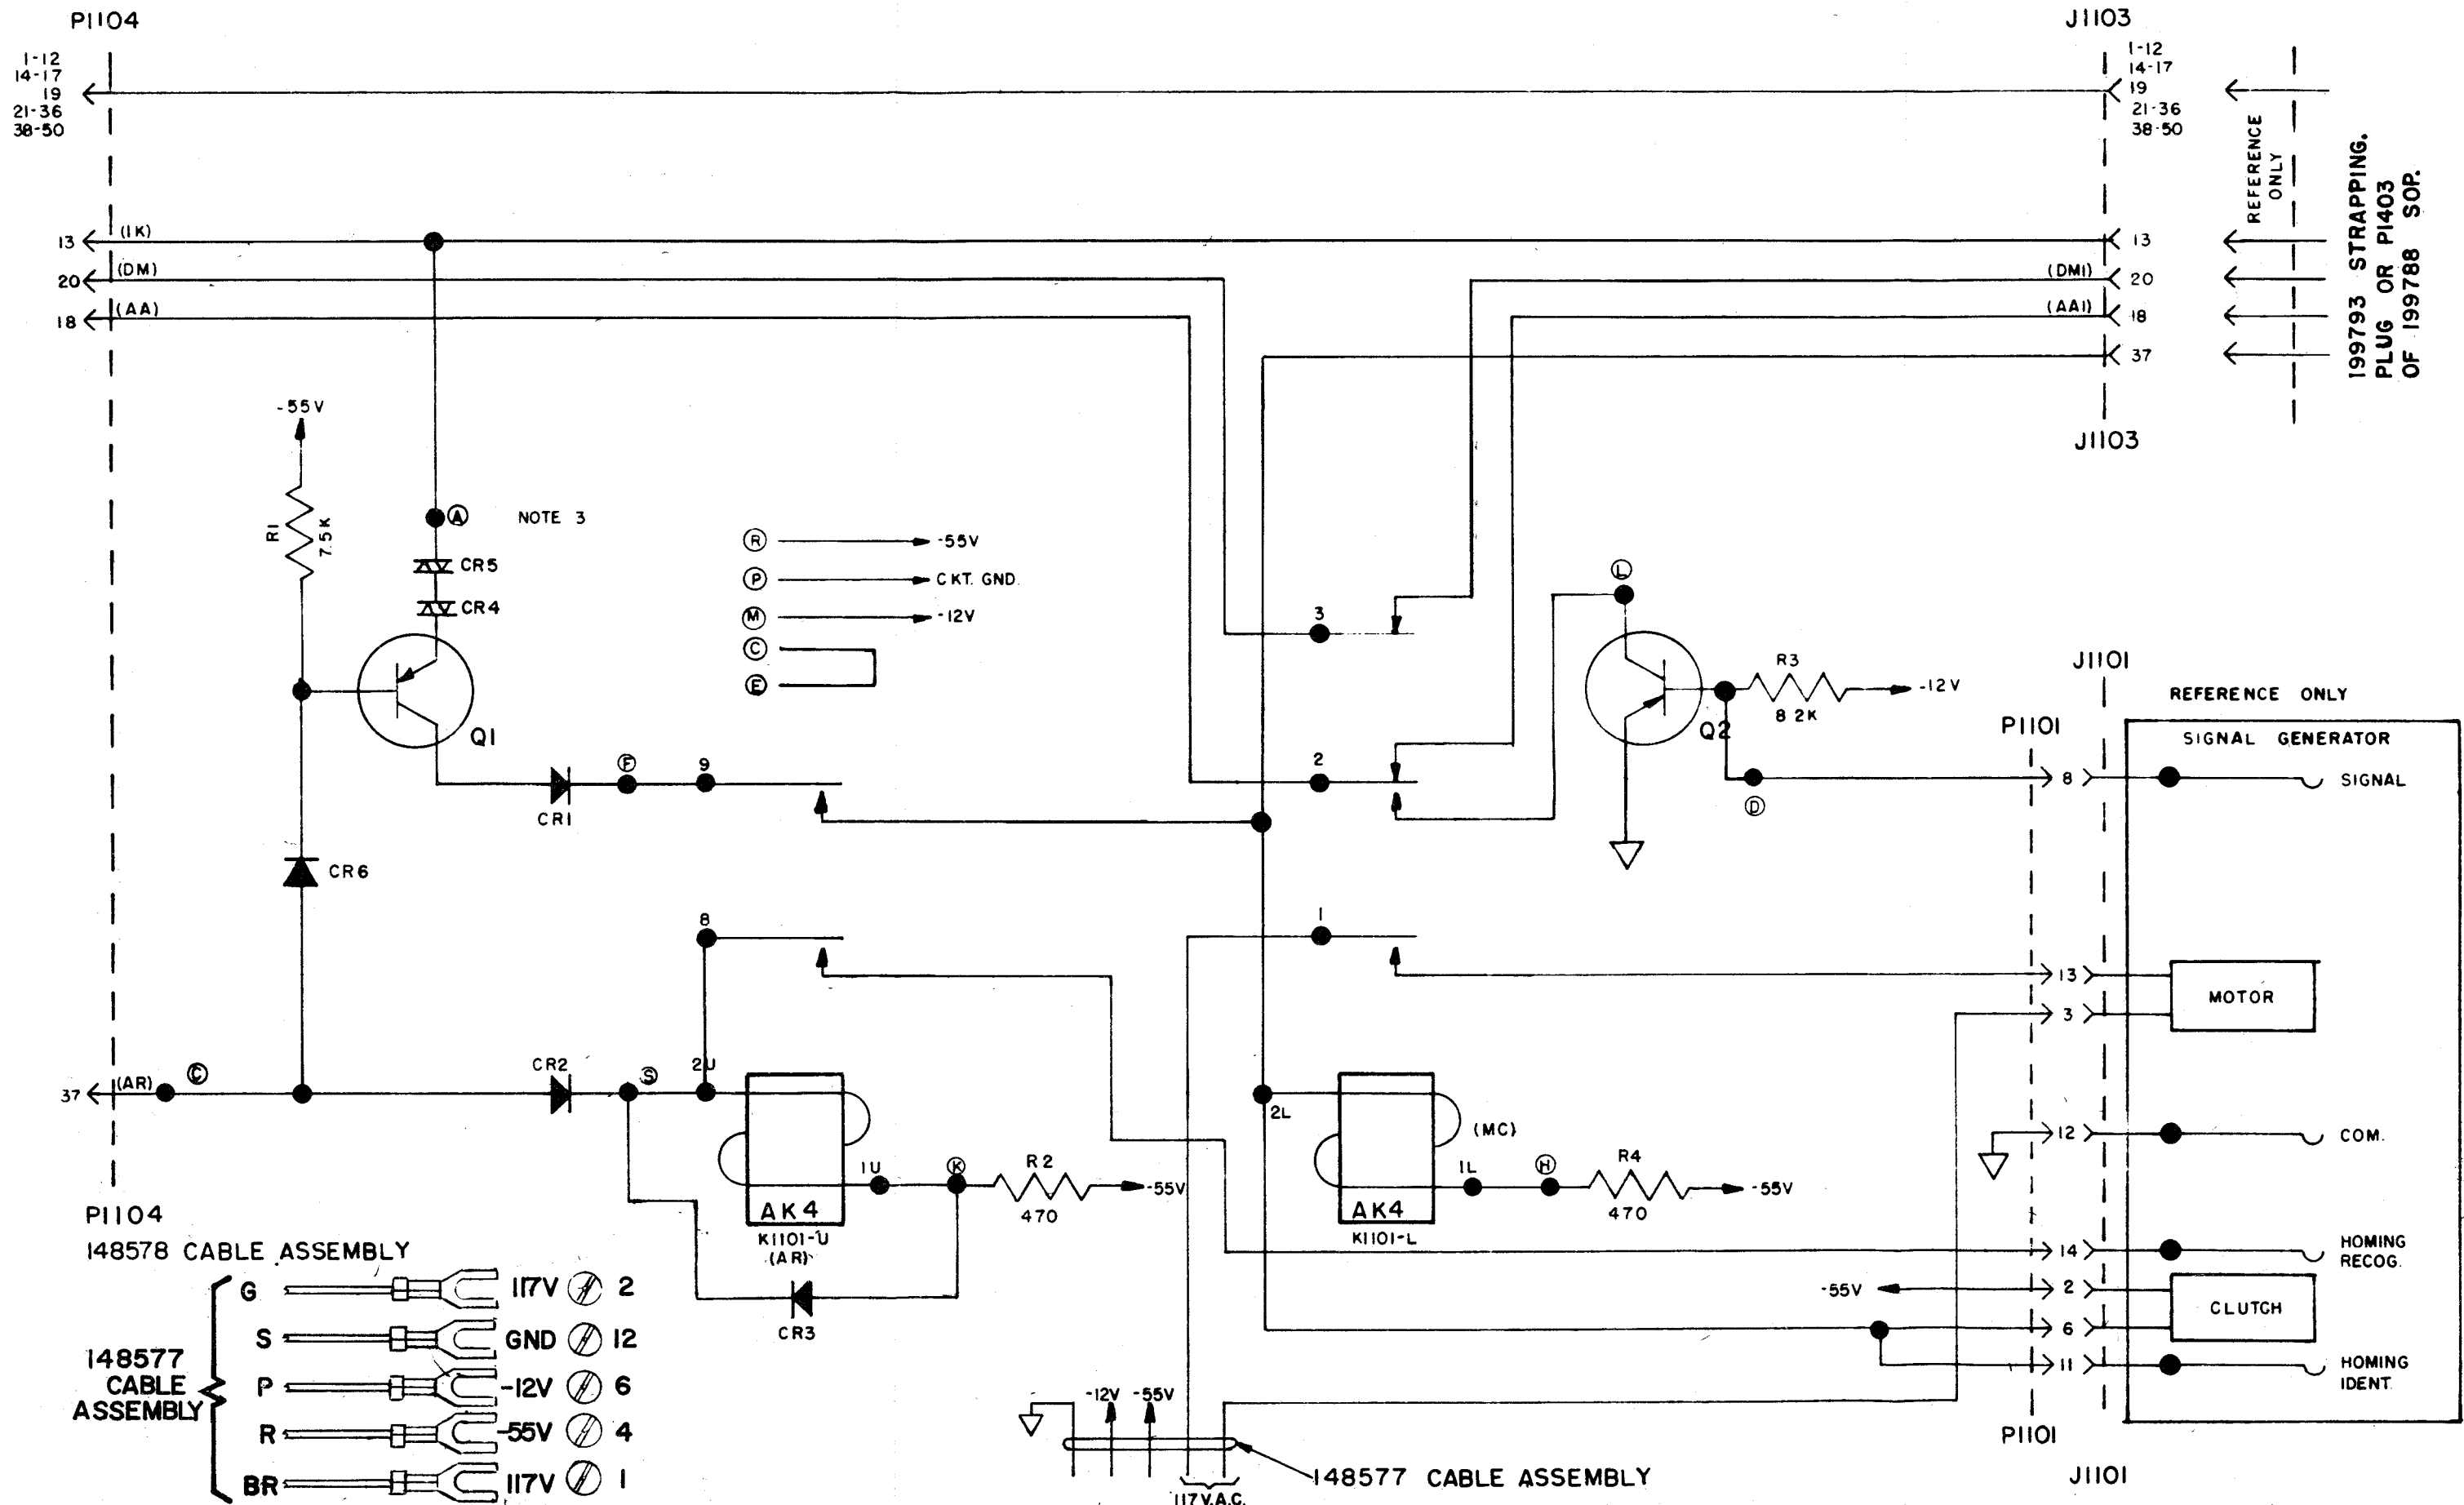 P1104
J1103
1-12
14-17
19
21-36
38-50
1-12
14-17
19
21-36
38-50
REFERENCE
ONLY
199793 STRAPPING.
PLUG OR P1403
OF 199788 SOP.
13
(1K)
13
20
(DM)
(DM1)
20
18
(AA)
(AA1)
18
37
J1103
-55V
R1
7.5K
A
NOTE 3
CR5
CR4
R
-55V
P
CKT. GND.
M
-12V
C
E
Q1
3
L
R3
8 2K
-12V
Q2
J1101
REFERENCE ONLY
P1101
SIGNAL GENERATOR
F
9
CR1
2
D
8
SIGNAL
CR6
8
1
13
MOTOR
3
37
(AR)
C
CR2
S
2U
2L
(MC)
12
COM.
1U
K
R2
470
-55V
1L
H
R4
470
-55V
AK4
K1101-U
(AR)
AK4
K1101-L
CR3
14
HOMING
RECOG.
-55V
2
CLUTCH
6
11
HOMING
IDENT.
P1104
148578 CABLE ASSEMBLY
148577
CABLE
ASSEMBLY
G 117V 2
S GND 12
P -12V 6
R -55V 4
BR 117V 1
-12V -55V
148577 CABLE ASSEMBLY
117V.A.C.
P1101
J1101